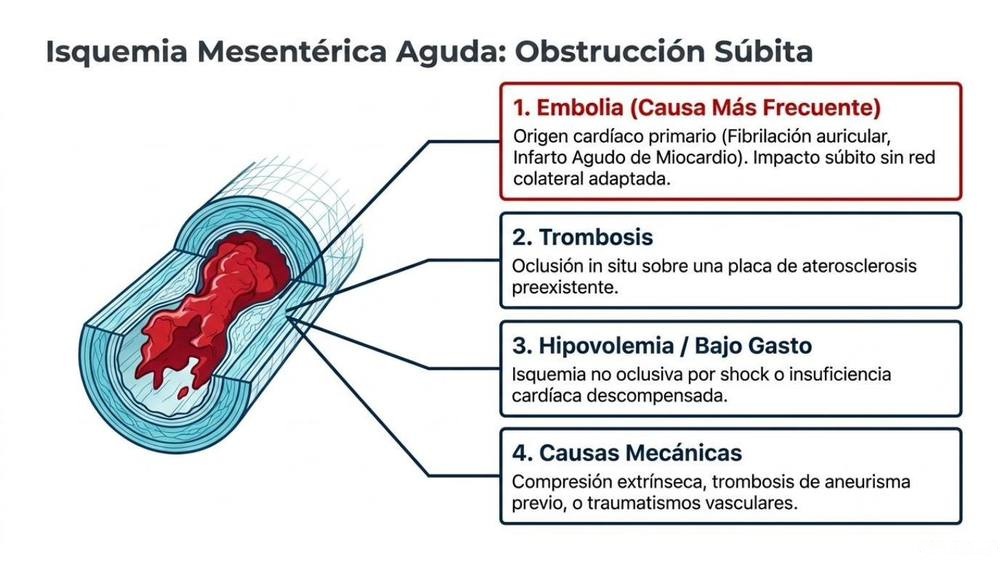 Isquemia Mesentérica Aguda: Obstrucción Súbita
1. Embolia (Causa Más Frecuente)
Origen cardíaco primario (Fibrilación auricular,
Infarto Agudo de Miocardio). Impacto súbito sin red
colateral adaptada.
2. Trombosis
Oclusión in situ sobre una placa de aterosclerosis
preexistente.
3. Hipovolemia / Bajo Gasto
Isquemia no oclusiva por shock o insuficiencia
cardíaca descompensada.
4. Causas Mecánicas
Compresión extrínseca, trombosis de aneurisma
previo, o traumatismos vasculares.